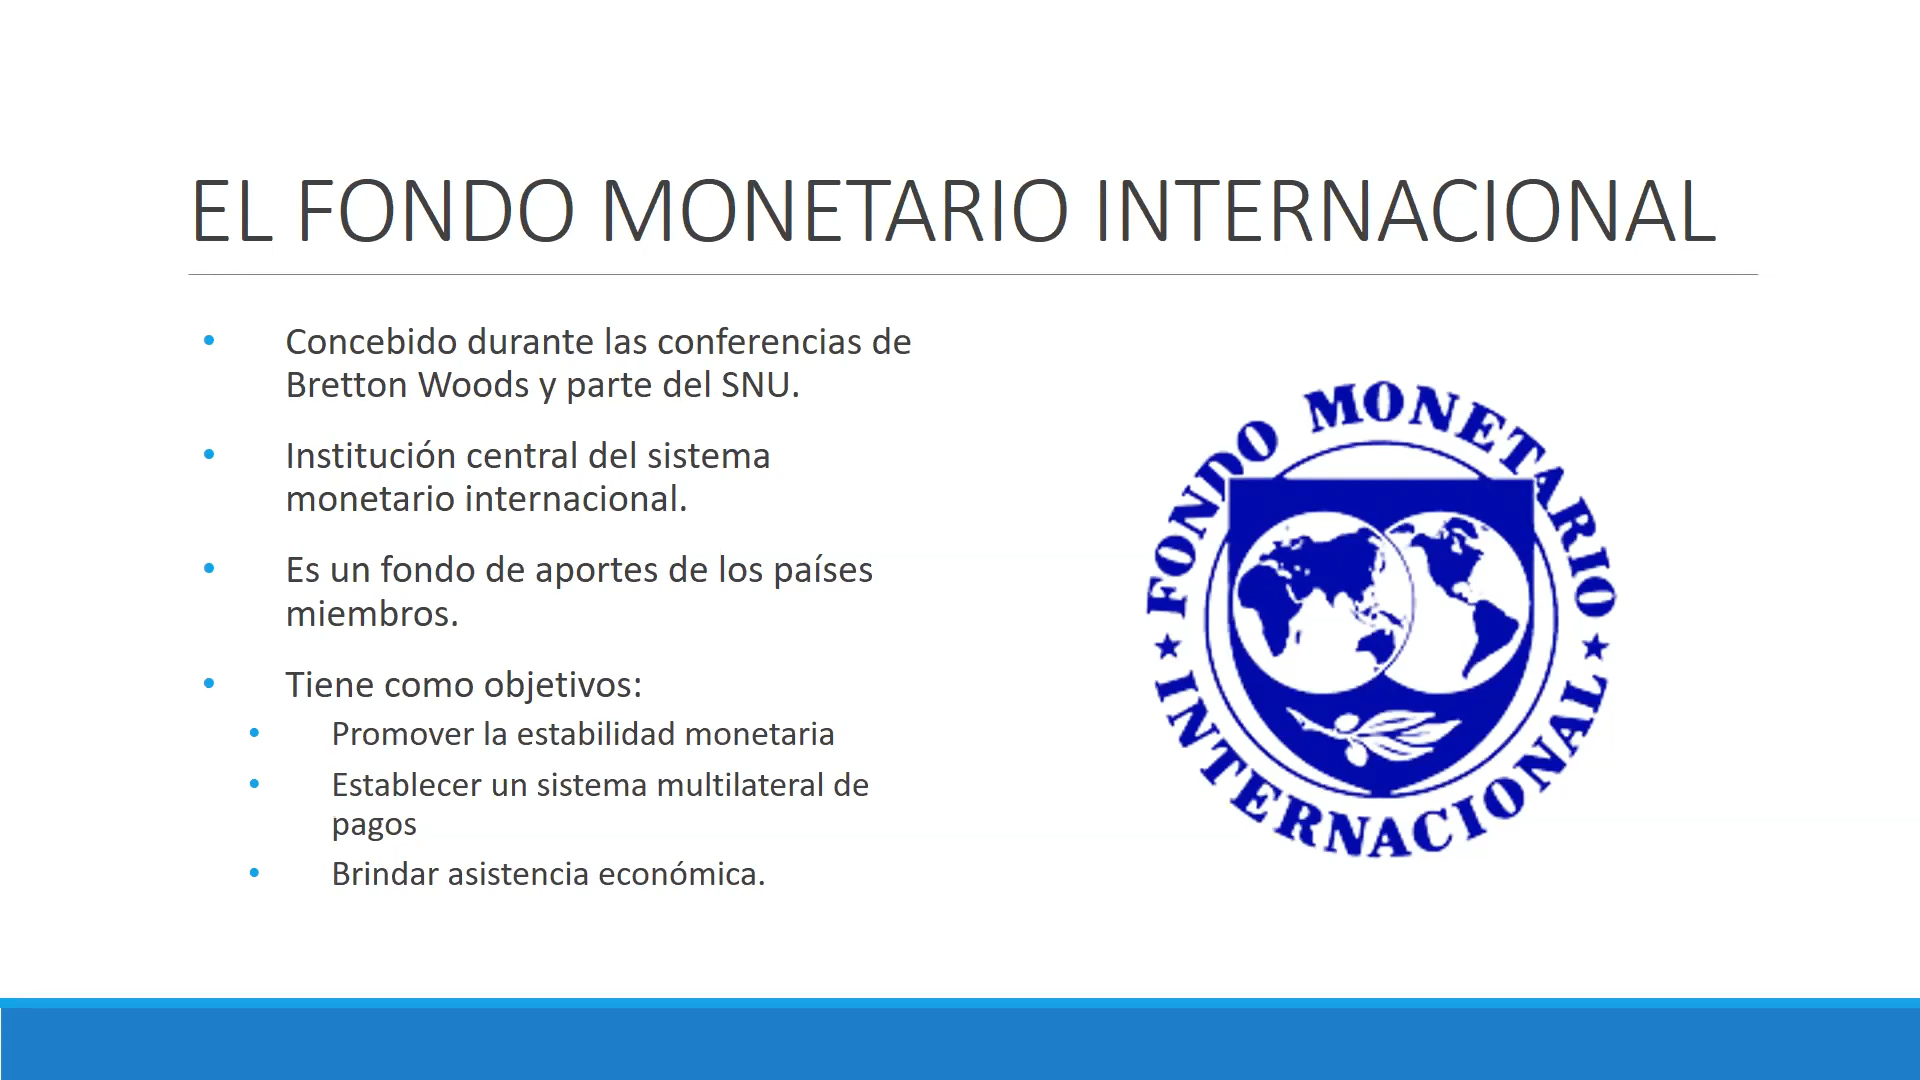 EL FONDO MONETARIO INTERNACIONAL
• Concebido durante las conferencias de
Bretton Woods y parte del SNU.
• Institución central del sistema
monetario internacional.
• Es un fondo de aportes de los países
miembros.
• Tiene como objetivos:
• Promover la estabilidad monetaria
• Establecer un sistema multilateral de
pagos
• Brindar asistencia económica.
FONDO MONETARIO
★ INTERNACIONAL ★